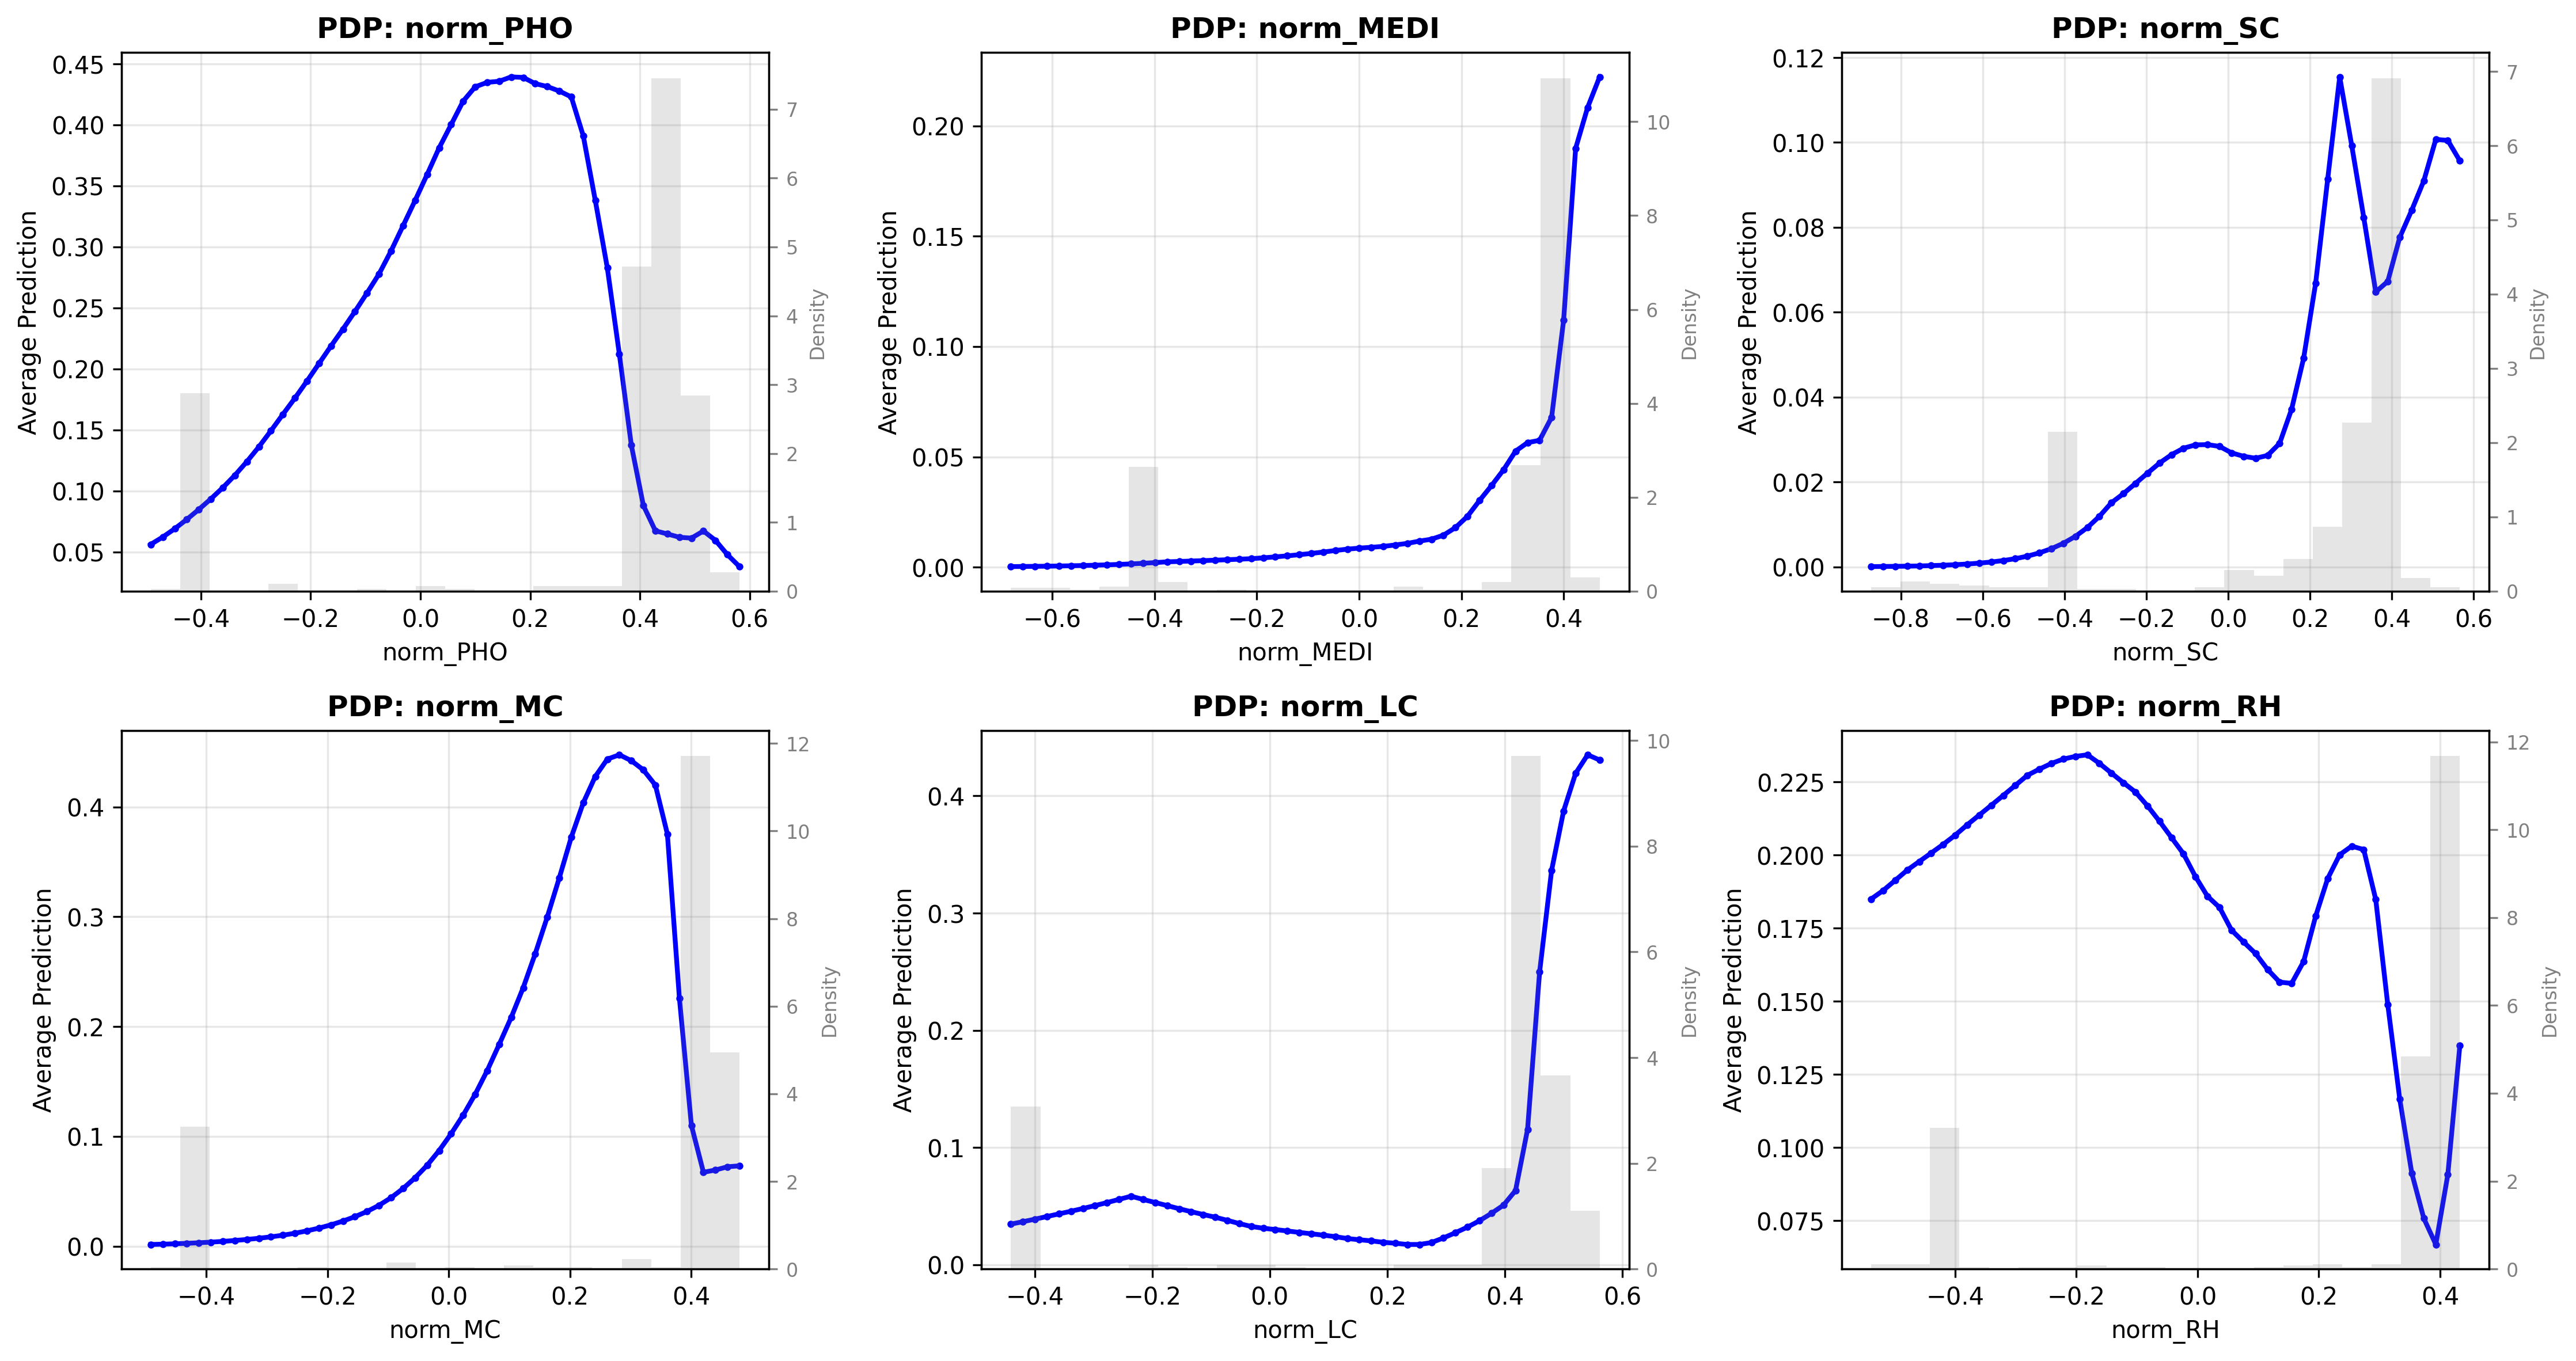 PDP: norm_PHO
0.45
0.40
0.35
0.30
0.25
0.20
0.15
0.10
0.05
Average Prediction
7
6
5
4
3
2
1
0
Density
−0.4 −0.2 0.0 0.2 0.4 0.6
norm_PHO
PDP: norm_MEDI
0.20
0.15
0.10
0.05
0.00
Average Prediction
10
8
6
4
2
0
Density
−0.6 −0.4 −0.2 0.0 0.2 0.4
norm_MEDI
PDP: norm_SC
0.12
0.10
0.08
0.06
0.04
0.02
0.00
Average Prediction
7
6
5
4
3
2
1
0
Density
−0.8 −0.6 −0.4 −0.2 0.0 0.2 0.4 0.6
norm_SC
PDP: norm_MC
0.4
0.3
0.2
0.1
0.0
Average Prediction
12
10
8
6
4
2
0
Density
−0.4 −0.2 0.0 0.2 0.4
norm_MC
PDP: norm_LC
0.4
0.3
0.2
0.1
0.0
Average Prediction
10
8
6
4
2
0
Density
−0.4 −0.2 0.0 0.2 0.4 0.6
norm_LC
PDP: norm_RH
0.225
0.200
0.175
0.150
0.125
0.100
0.075
Average Prediction
12
10
8
6
4
2
0
Density
−0.4 −0.2 0.0 0.2 0.4
norm_RH